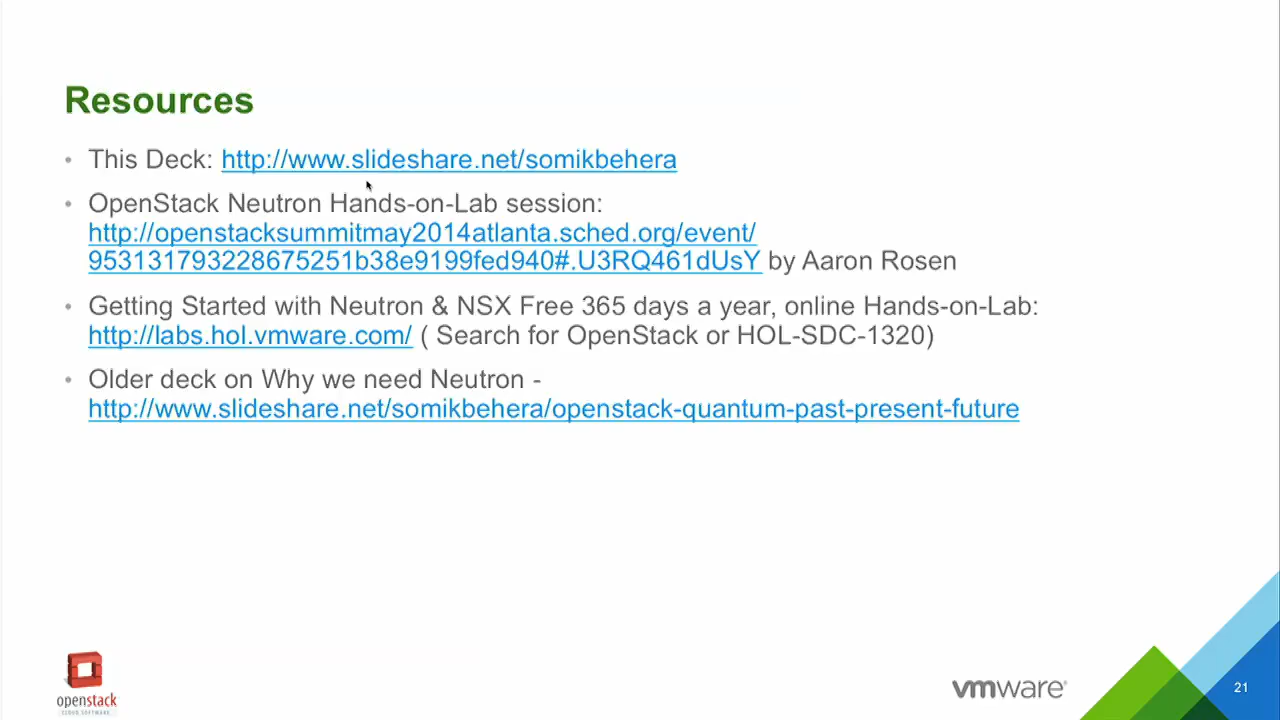 Resources
• This Deck: http://www.slideshare.net/somikbehera
• OpenStack Neutron Hands-on-Lab session:
http://openstacksummitmay2014atlanta.sched.org/event/
953131793228675251b38e9199fed940#.U3RQ461dUsY by Aaron Rosen
• Getting Started with Neutron & NSX Free 365 days a year, online Hands-on-Lab:
http://labs.hol.vmware.com/ ( Search for OpenStack or HOL-SDC-1320)
• Older deck on Why we need Neutron -
http://www.slideshare.net/somikbehera/openstack-quantum-past-present-future
openstack
CLOUD SOFTWARE
vmware®
21